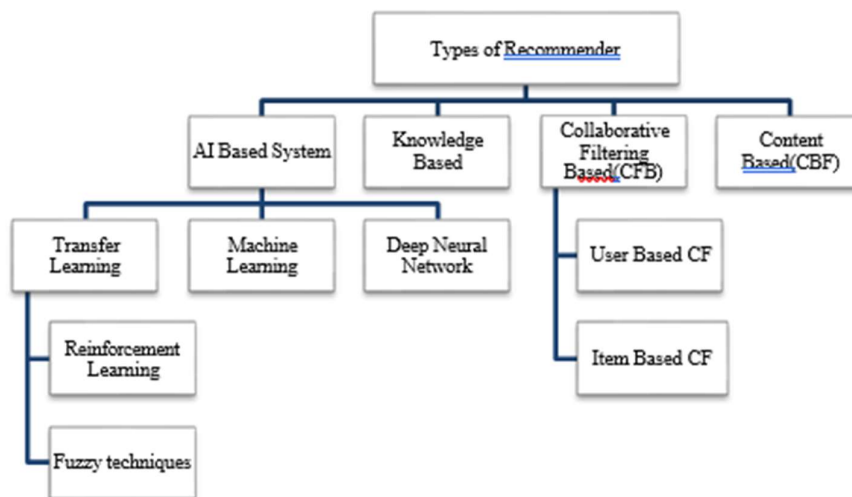 Types of Recommender
AI Based System
Knowledge
Based
Collaborative
Filtering
Based(CFB)
Content
Based(CBF)
Transfer
Learning
Machine
Learning
Deep Neural
Network
User Based CF
Reinforcement
Learning
Item Based CF
Fuzzy techniques